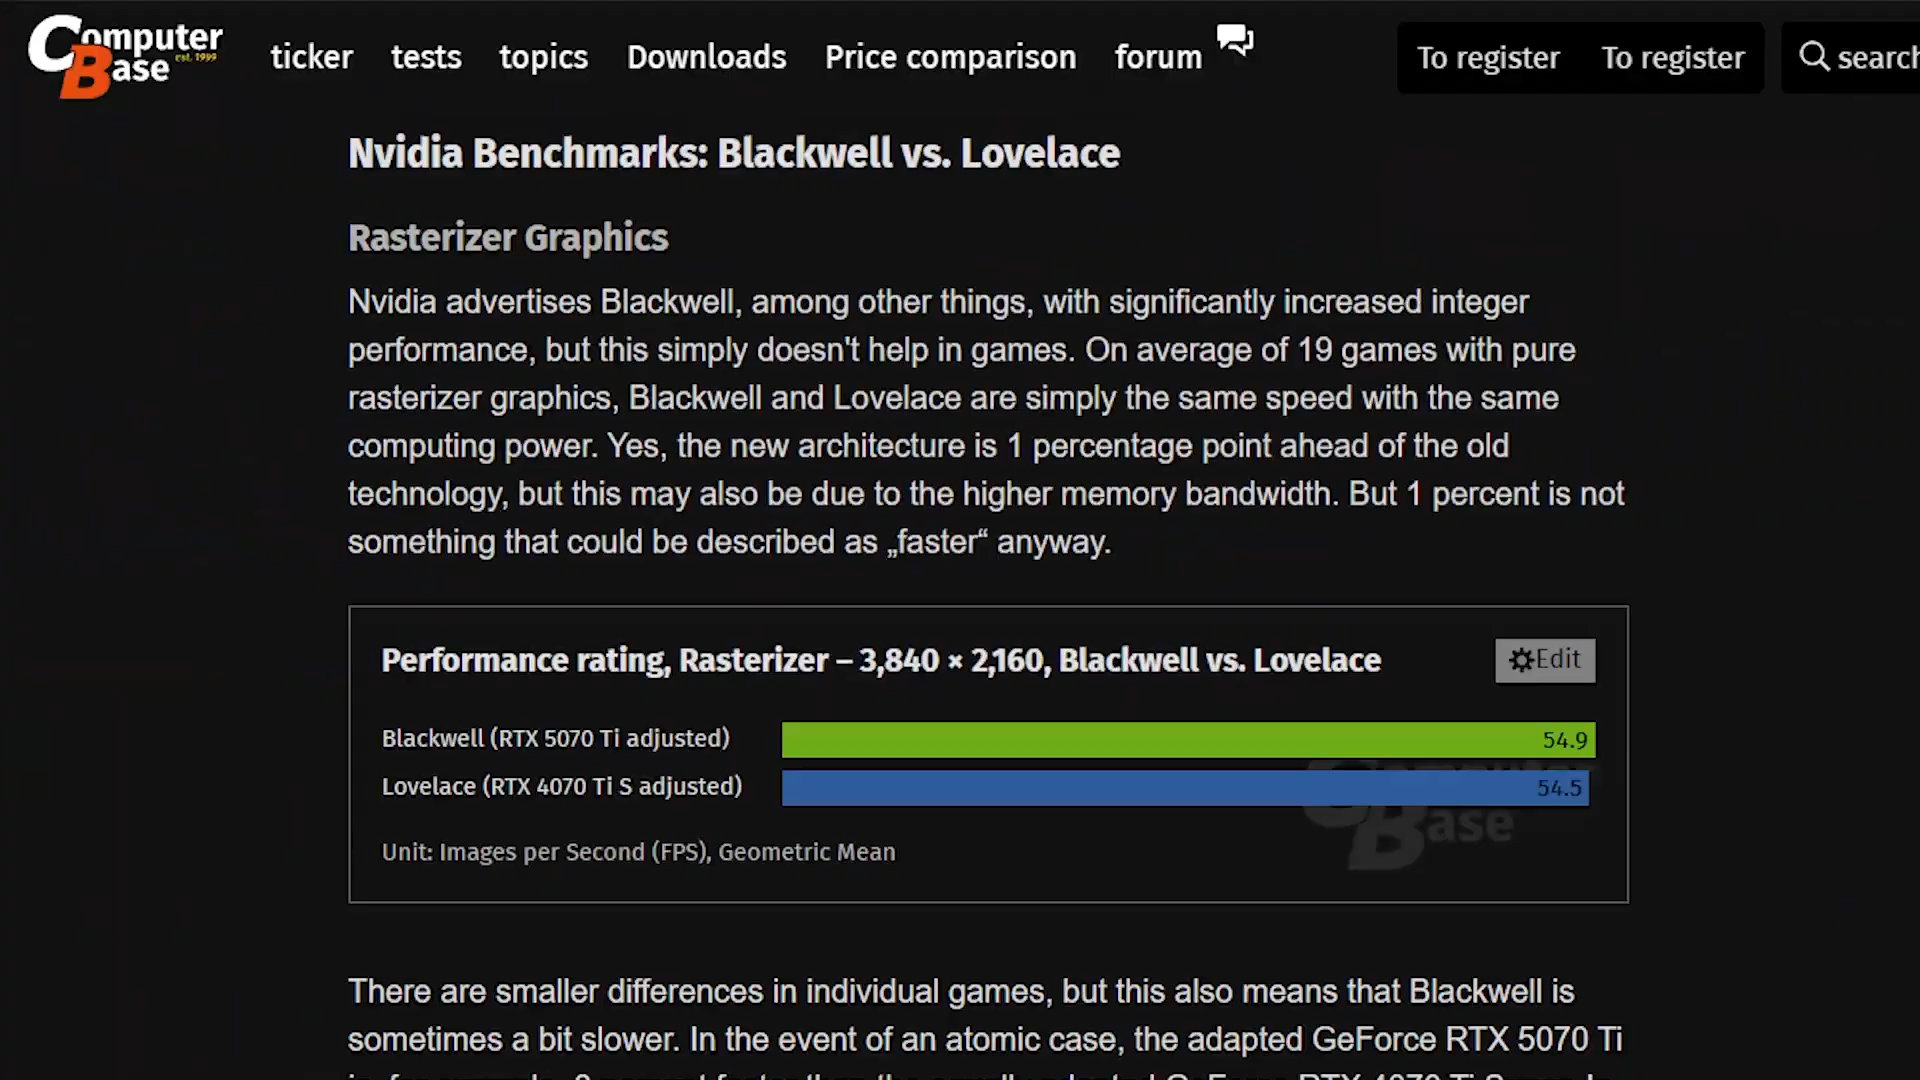 Computer Base est. 1999
ticker tests topics Downloads Price comparison forum To register To register search
Nvidia Benchmarks: Blackwell vs. Lovelace
Rasterizer Graphics
Nvidia advertises Blackwell, among other things, with significantly increased integer
performance, but this simply doesn't help in games. On average of 19 games with pure
rasterizer graphics, Blackwell and Lovelace are simply the same speed with the same
computing power. Yes, the new architecture is 1 percentage point ahead of the old
technology, but this may also be due to the higher memory bandwidth. But 1 percent is not
something that could be described as „faster“ anyway.
Performance rating, Rasterizer – 3,840 × 2,160, Blackwell vs. Lovelace
Edit
Blackwell (RTX 5070 Ti adjusted) 54.9
Lovelace (RTX 4070 Ti S adjusted) 54.5
Unit: Images per Second (FPS), Geometric Mean
There are smaller differences in individual games, but this also means that Blackwell is
sometimes a bit slower. In the event of an atomic case, the adapted GeForce RTX 5070 Ti